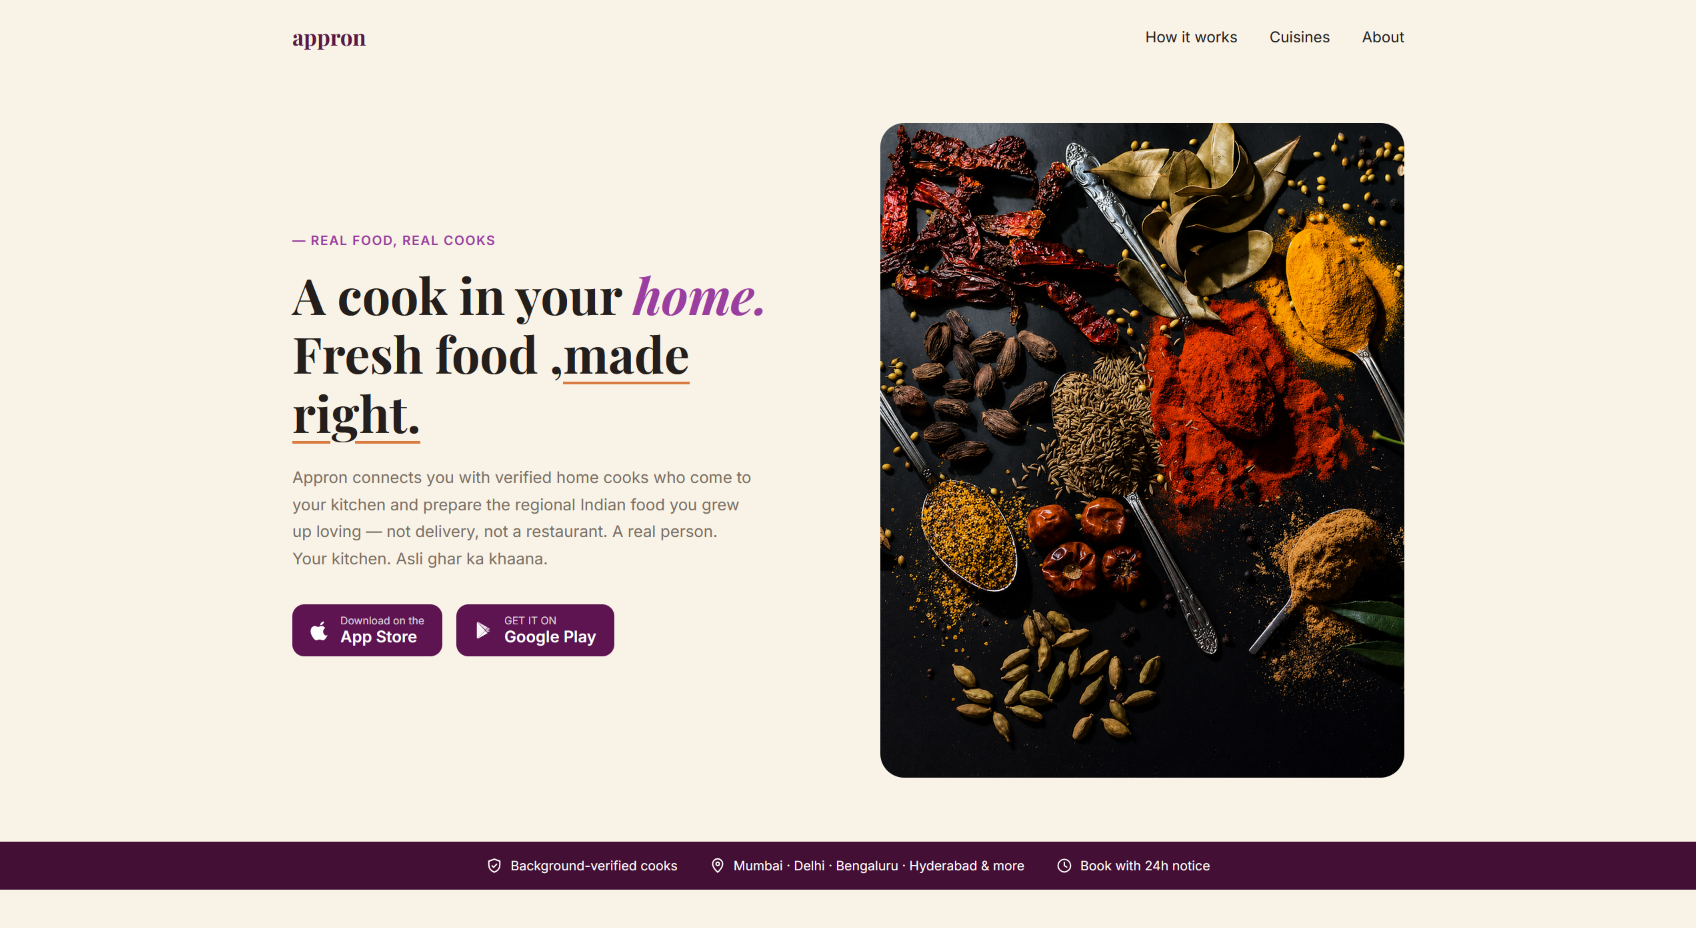 appron
How it works
Cuisines
About
— REAL FOOD, REAL COOKS
A cook in your home.
Fresh food ,made
right.
Appron connects you with verified home cooks who come to
your kitchen and prepare the regional Indian food you grew
up loving — not delivery, not a restaurant. A real person.
Your kitchen. Asli ghar ka khaana.
Download on the
App Store
GET IT ON
Google Play
Background-verified cooks
Mumbai · Delhi · Bengaluru · Hyderabad & more
Book with 24h notice